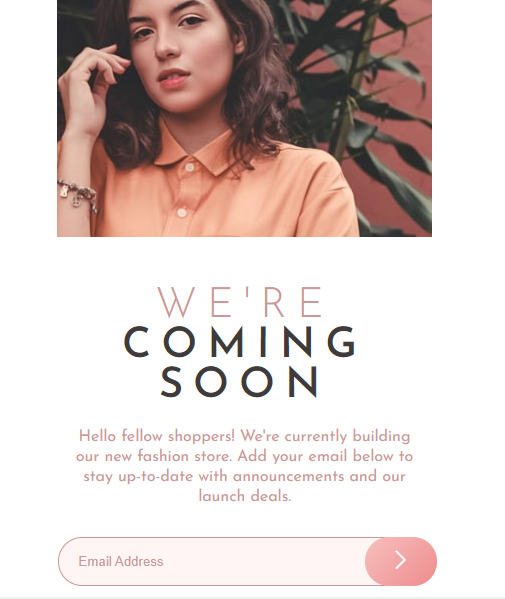 WE'RE
COMING
SOON
Hello fellow shoppers! We're currently building
our new fashion store. Add your email below to
stay up-to-date with announcements and our
launch deals.
Email Address